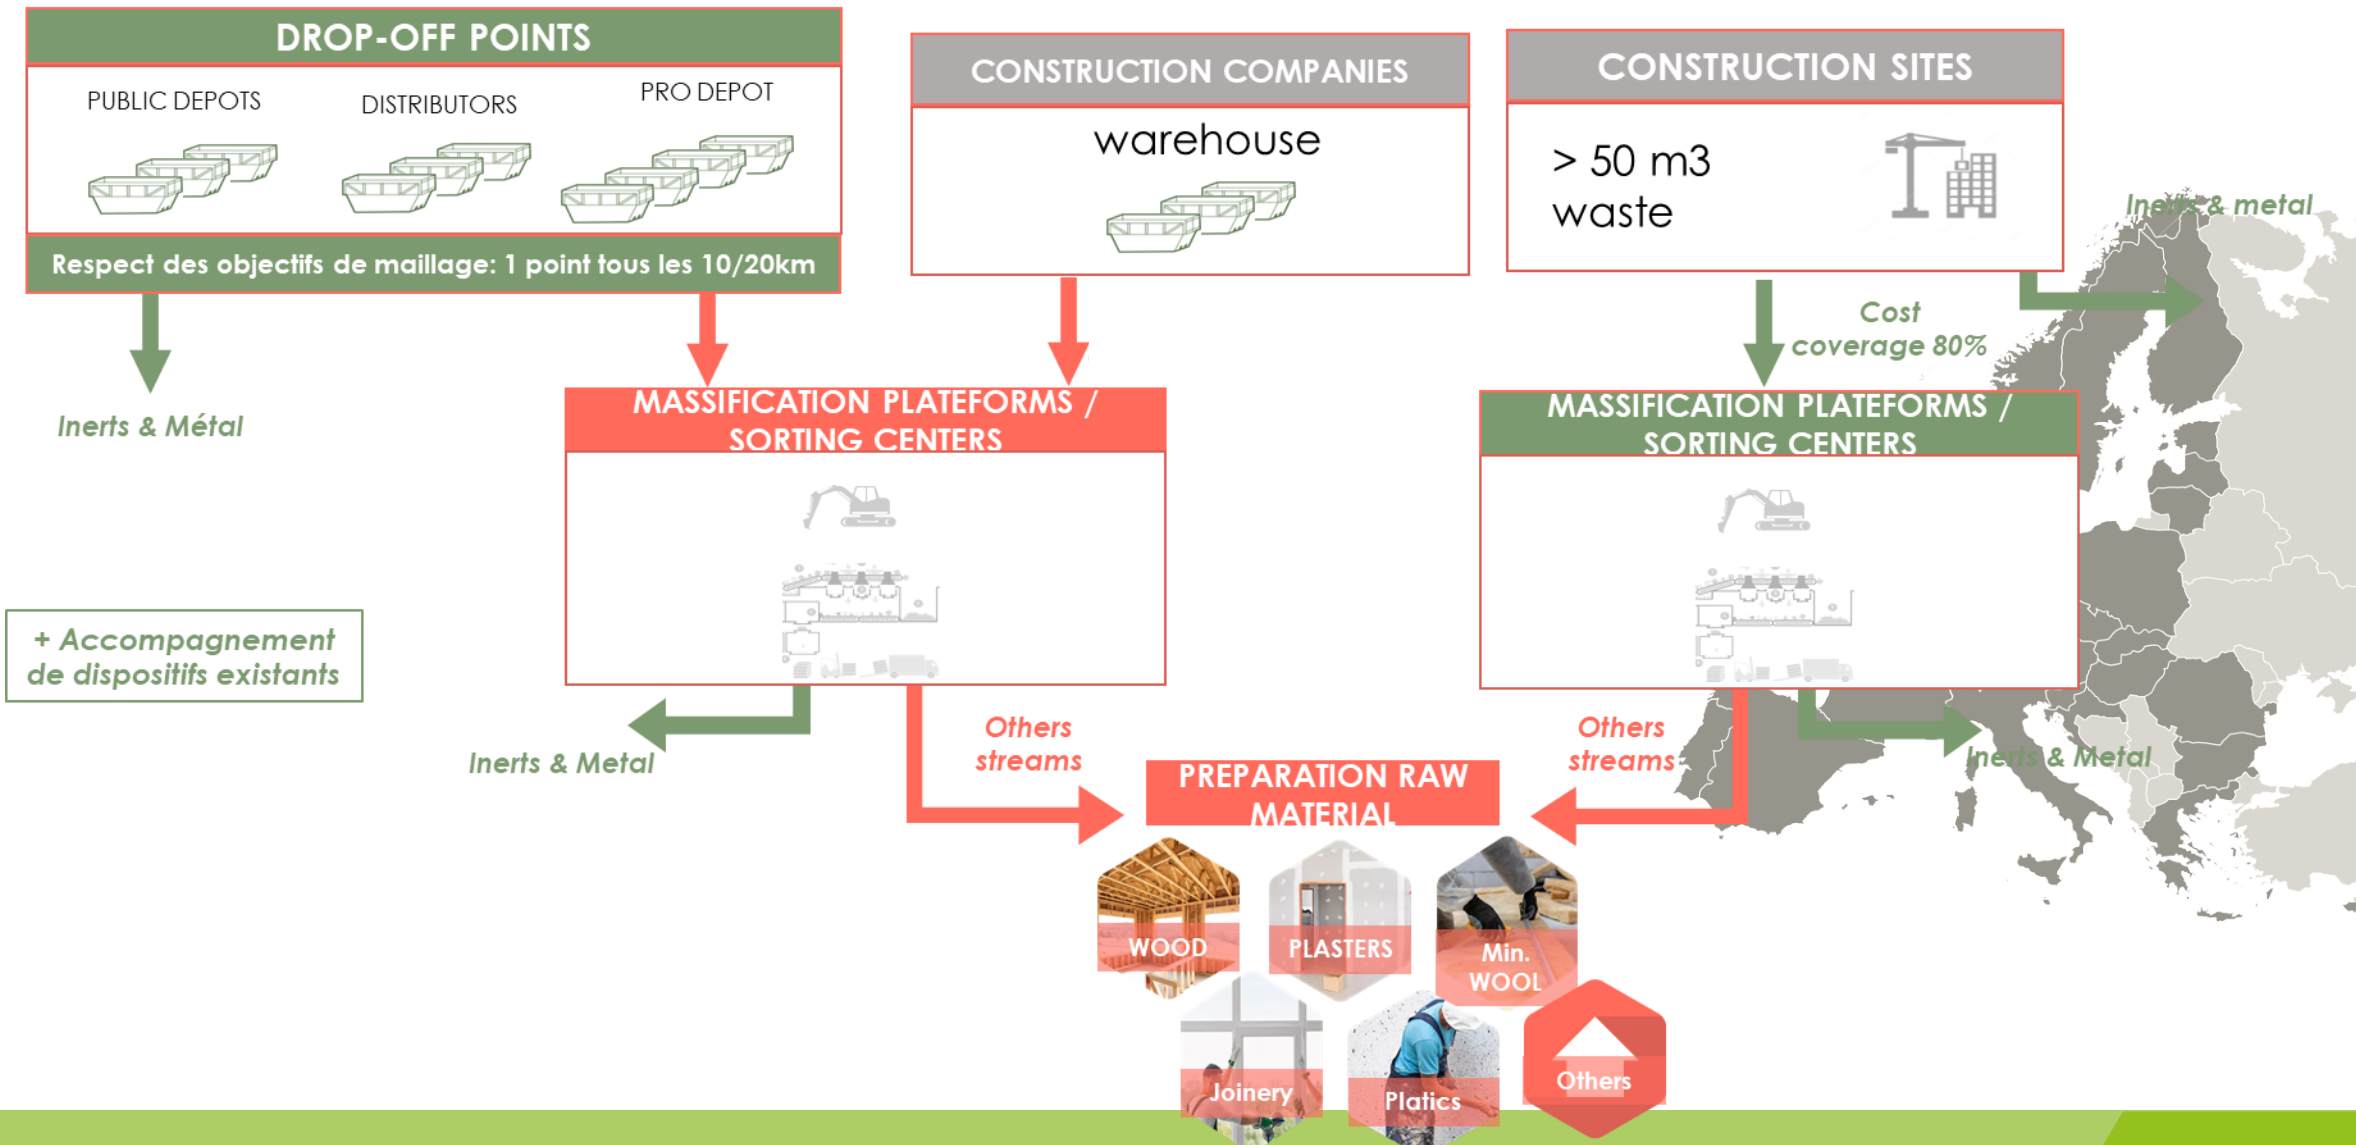 DROP-OFF POINTS
PUBLIC DEPOTS
DISTRIBUTORS
PRO DEPOT
Respect des objectifs de maillage: 1 point tous les 10/20km
CONSTRUCTION COMPANIES
warehouse
CONSTRUCTION SITES
> 50 m3
waste
Inerts & metal
Cost
coverage 80%
Inerts & Métal
MASSIFICATION PLATEFORMS /
SORTING CENTERS
MASSIFICATION PLATEFORMS /
SORTING CENTERS
+ Accompagnement
de dispositifs existants
Inerts & Metal
Others
streams
Others
streams
Inerts & Metal
PREPARATION RAW
MATERIAL
WOOD
PLASTERS
Min.
WOOL
Joinery
Platics
Others